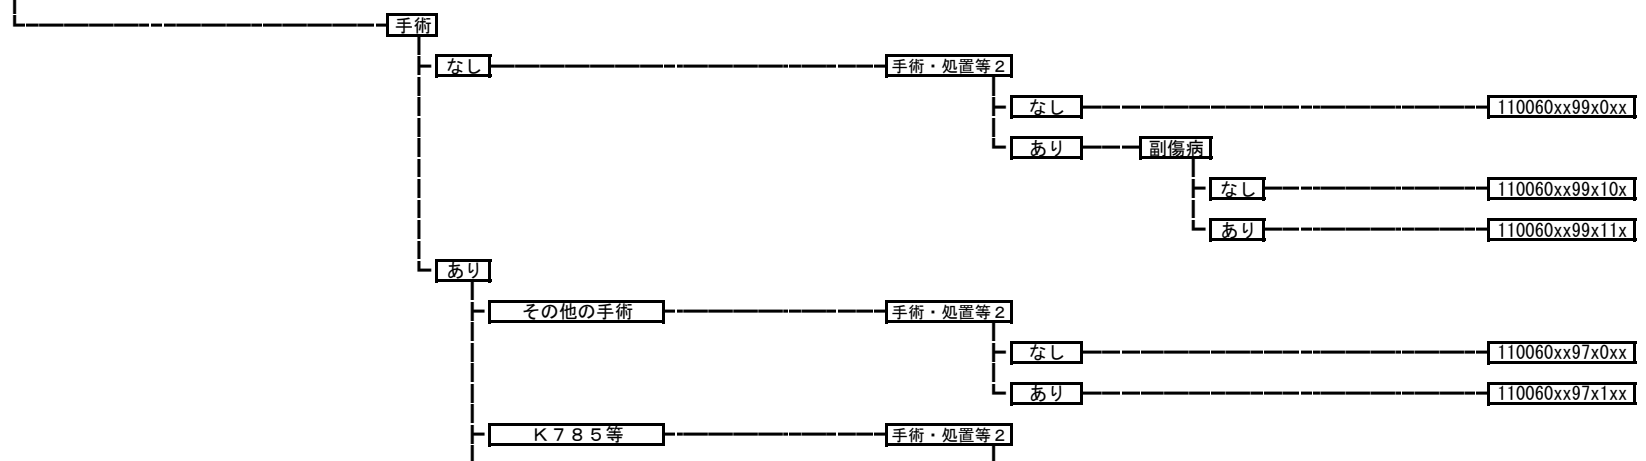 手術
なし 手術・処置等２
なし 110060xx99x0xx
あり 副傷病
なし 110060xx99x10x
あり 110060xx99x11x
あり
その他の手術 手術・処置等２
なし 110060xx97x0xx
あり 110060xx97x1xx
Ｋ７８５等 手術・処置等２